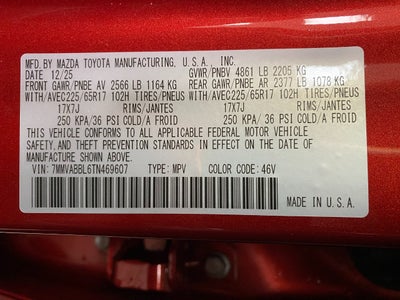 MFD. BY MAZDA TOYOTA MANUFACTURING, U.S.A., INC.
DATE 12/25 GVWR/PNBV 4861 LB 2205 KG
FRONT GAWR/PNBE AV 2566 LB 1164 KG REAR GAWR/PNBE AR 2377 LB 1078 KG
WITH/AVEC225/65R17 102H TIRES/PNEUS WITH/AVEC225/65R17 102H TIRES/PNEUS
17X7J RIMS/JANTES 17X7J RIMS/JANTES
250 KPA/ 36 PSI COLD/A FROID 250 KPA/ 36 PSI COLD/A FROID
THIS VEHICLE CONFORMS TO ALL APPLICABLE FEDERAL MOTOR VEHICLE
SAFETY, AND THEFT PREVENTION STANDARDS IN EFFECT ON THE DATE OF
MANUFACTURE SHOWN ABOVE.
VIN: 7MMVABBL6TN469607 TYPE: MPV COLOR CODE: 46V
MADE IN U.S.A.